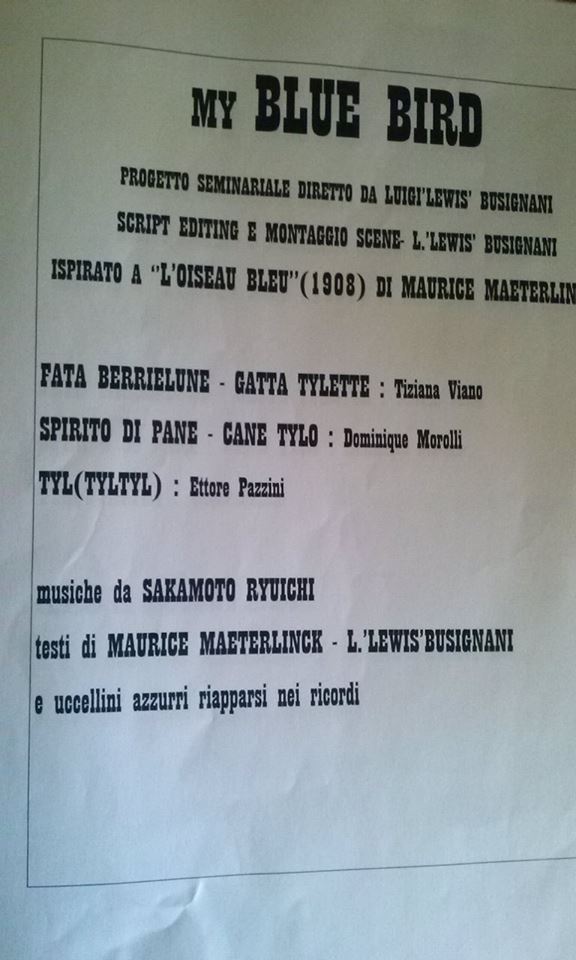 MY BLUE BIRD
PROGETTO SEMINARIALE DIRETTO DA LUIGI'LEWIS' BUSIGNANI
SCRIPT EDITING E MONTAGGIO SCENE- L.'LEWIS' BUSIGNANI
ISPIRATO A "L'OISEAU BLEU"(1908) DI MAURICE MAETERLIN
FATA BERRIELUNE - GATTA TYLETTE : Tiziana Viano
SPIRITO DI PANE - CANE TYLO : Dominique Morolli
TYL(TYLTYL) : Ettore Pazzini
musiche da SAKAMOTO RYUICHI
testi di MAURICE MAETERLINCK - L.'LEWIS'BUSIGNANI
e uccellini azzurri riapparsi nei ricordi